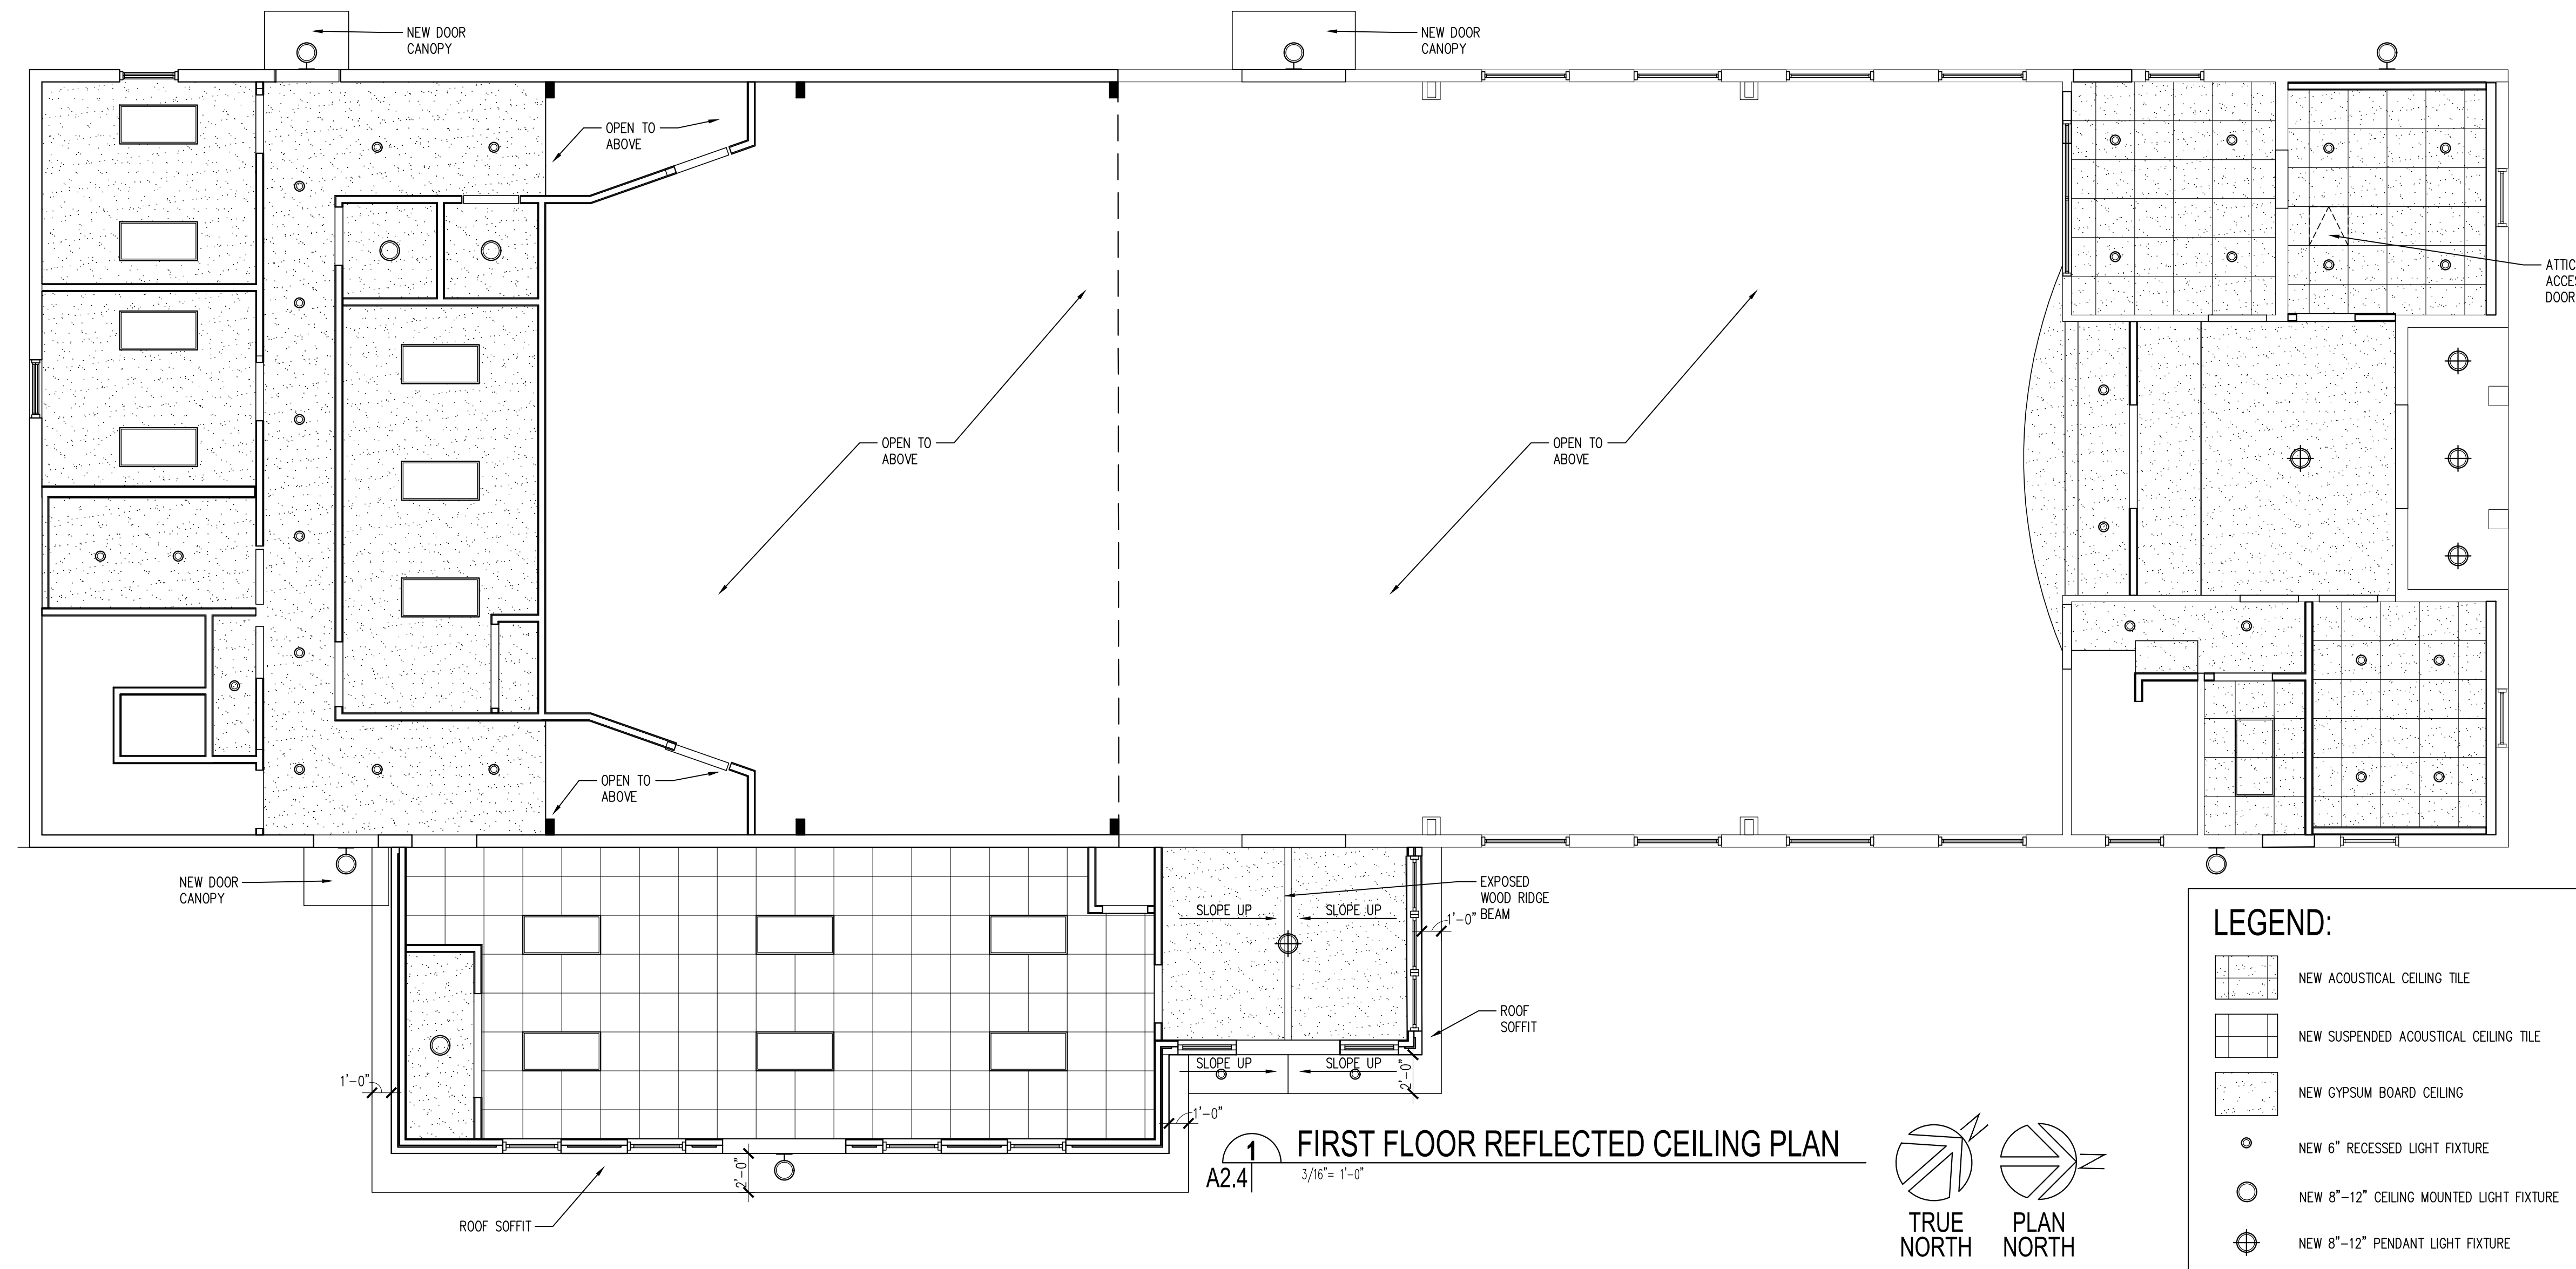 NEW DOOR
CANOPY
NEW DOOR
CANOPY
OPEN TO
ABOVE
ATTIC
ACCES
DOOR
OPEN TO
ABOVE
OPEN TO
ABOVE
OPEN TO
ABOVE
NEW DOOR
CANOPY
EXPOSED
WOOD RIDGE
BEAM
SLOPE UP
SLOPE UP
1'-0"
ROOF
SOFFIT
SLOPE UP
SLOPE UP
2'-0"
1'-0"
1'-0"
2'-0"
ROOF SOFFIT
1
A2.4
FIRST FLOOR REFLECTED CEILING PLAN
3/16"= 1'-0"
N
TRUE
NORTH
N
PLAN
NORTH
LEGEND:
NEW ACOUSTICAL CEILING TILE
NEW SUSPENDED ACOUSTICAL CEILING TILE
NEW GYPSUM BOARD CEILING
NEW 6" RECESSED LIGHT FIXTURE
NEW 8"-12" CEILING MOUNTED LIGHT FIXTURE
NEW 8"-12" PENDANT LIGHT FIXTURE